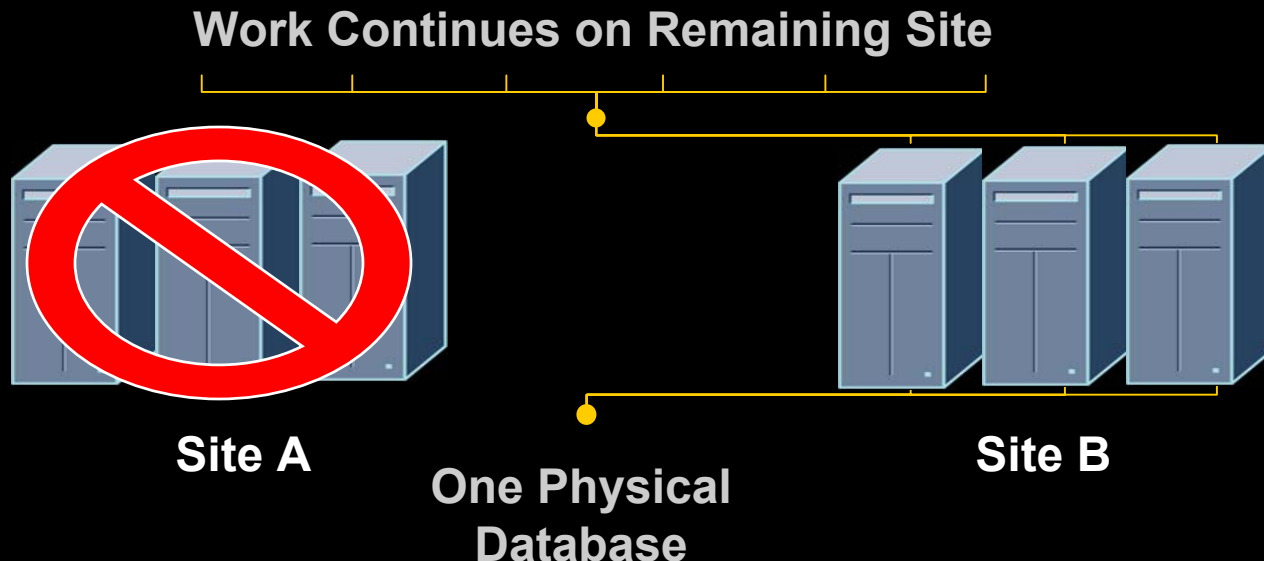 Work Continues on Remaining Site
Site A
Site B
One Physical
Database